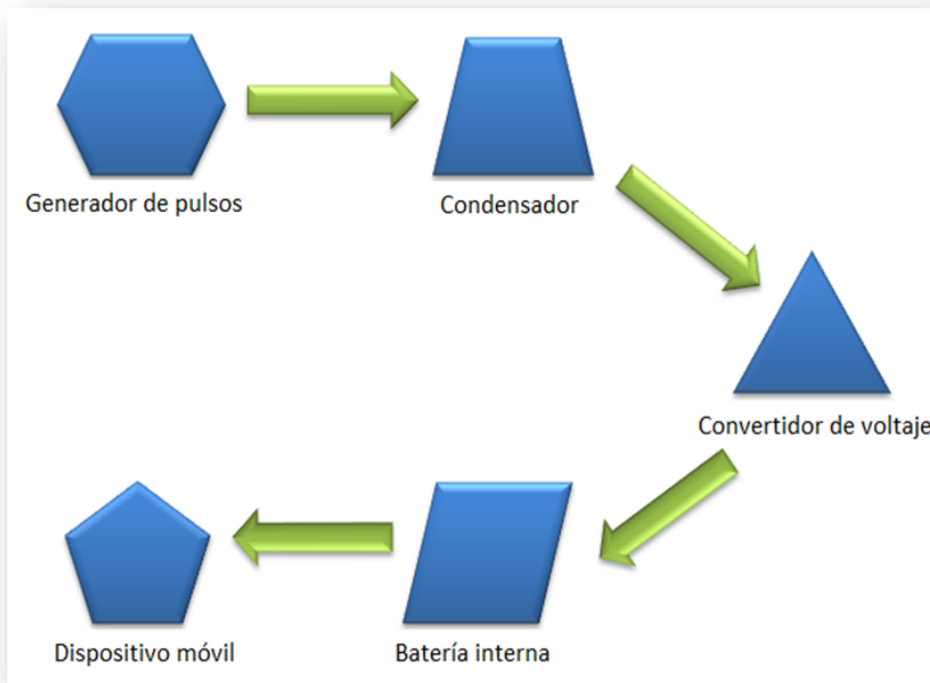 Generador de pulsos
Condensador
Convertidor de voltaje
Batería interna
Dispositivo móvil